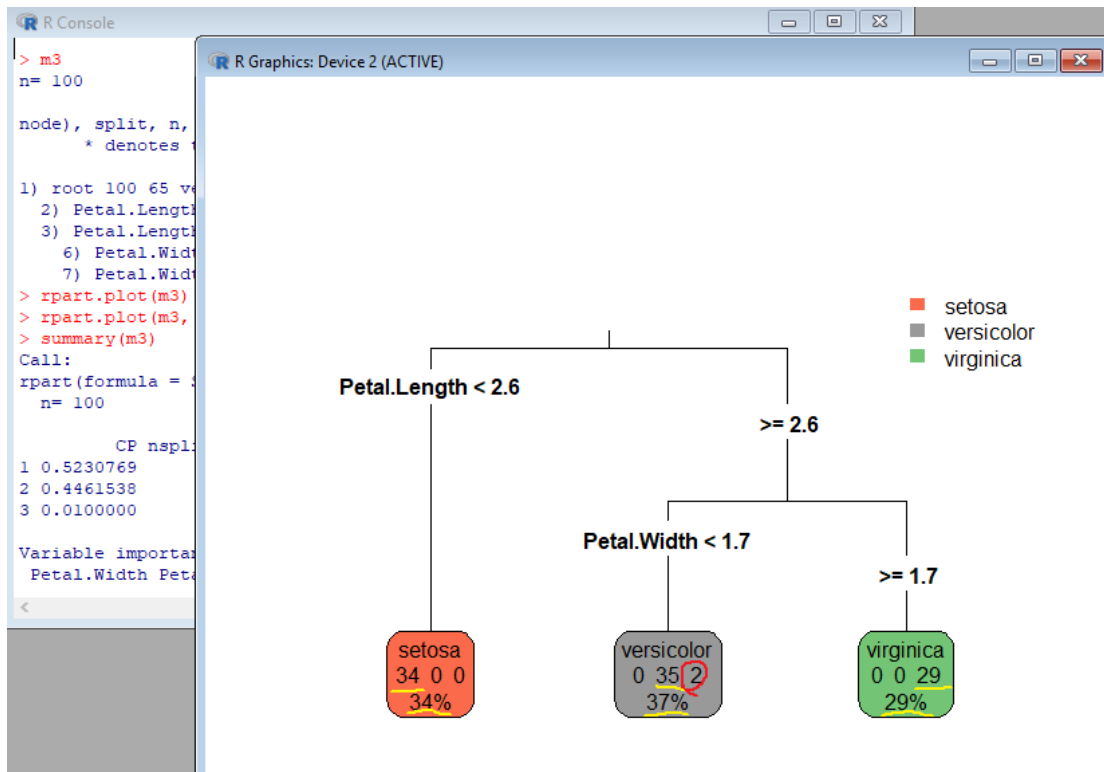 R Console
> m3
n= 100
node), split, n,
* denotes
1) root 100 65
2) Petal.Length
3) Petal.Length
6) Petal.Widt
7) Petal.Widt
> rpart.plot(m3)
> rpart.plot(m3,
> summary(m3)
Call:
rpart(formula =
n= 100
CP nspli
1 0.5230769
2 0.4461538
3 0.0100000
Variable importa
Petal.Width Peta
R Graphics: Device 2 (ACTIVE)
setosa
versicolor
virginica
Petal.Length < 2.6
>= 2.6
Petal.Width < 1.7
>= 1.7
setosa
34 0 0
34%
versicolor
0 35 2
37%
virginica
0 0 29
29%